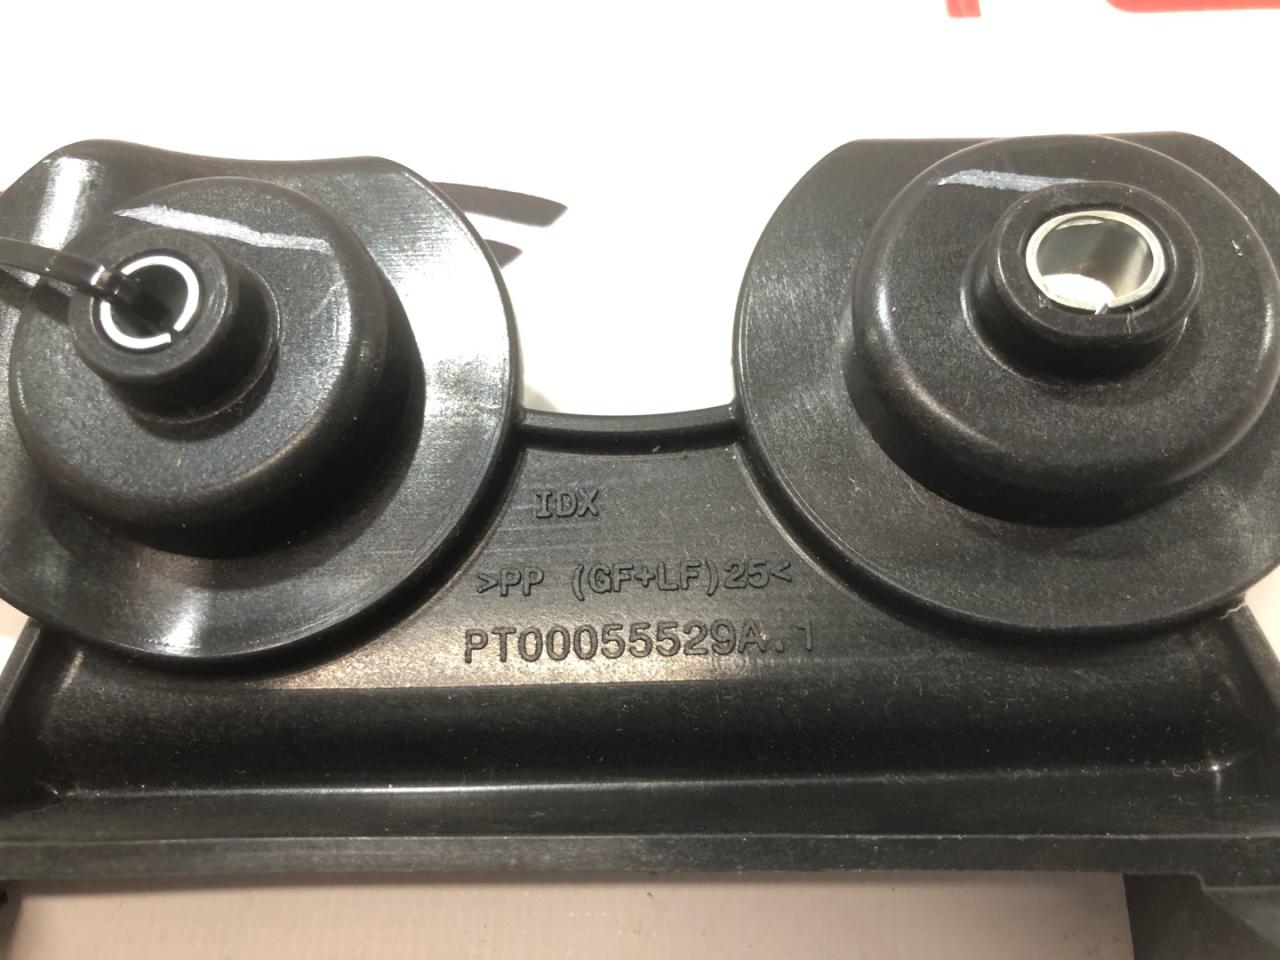 IDX
>PP (GF+LF)25<
PT00055529A.1